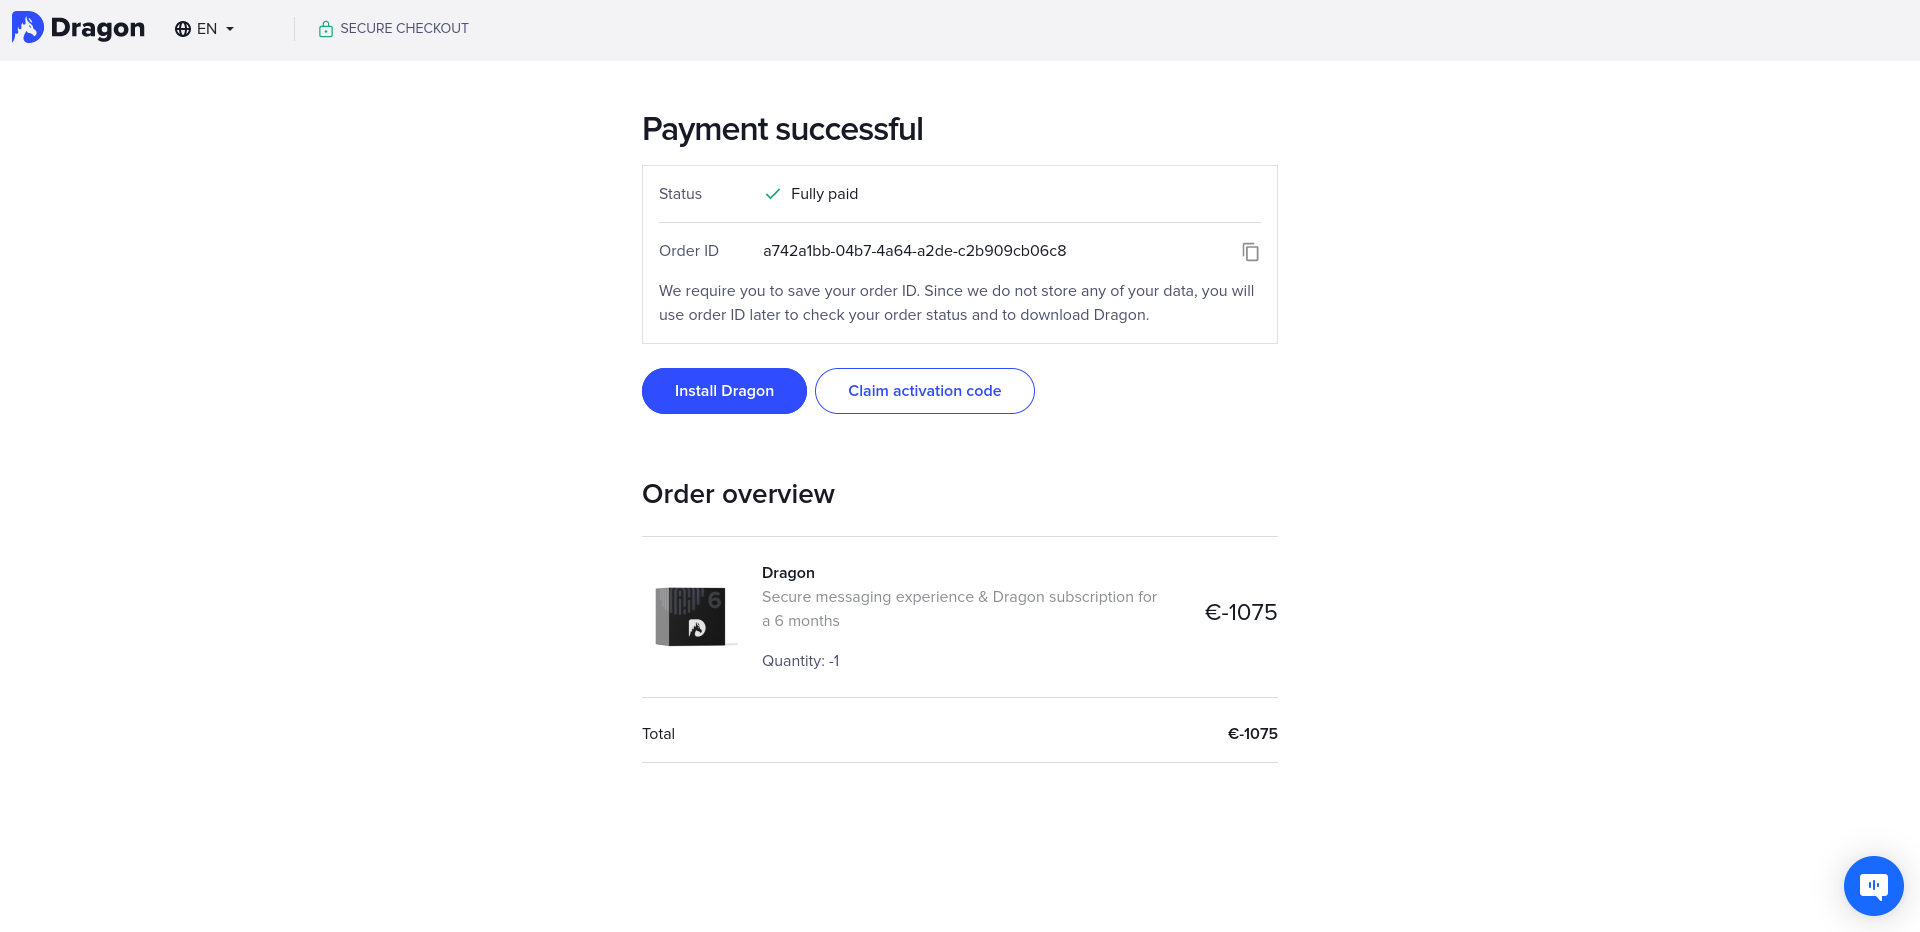 Dragon EN SECURE CHECKOUT
Payment successful
Status Fully paid
Order ID a742a1bb-04b7-4a64-a2de-c2b909cb06c8
We require you to save your order ID. Since we do not store any of your data, you will
use order ID later to check your order status and to download Dragon.
Install Dragon Claim activation code
Order overview
6
Dragon
Secure messaging experience & Dragon subscription for
a 6 months
€-1075
Quantity: -1
Total €-1075